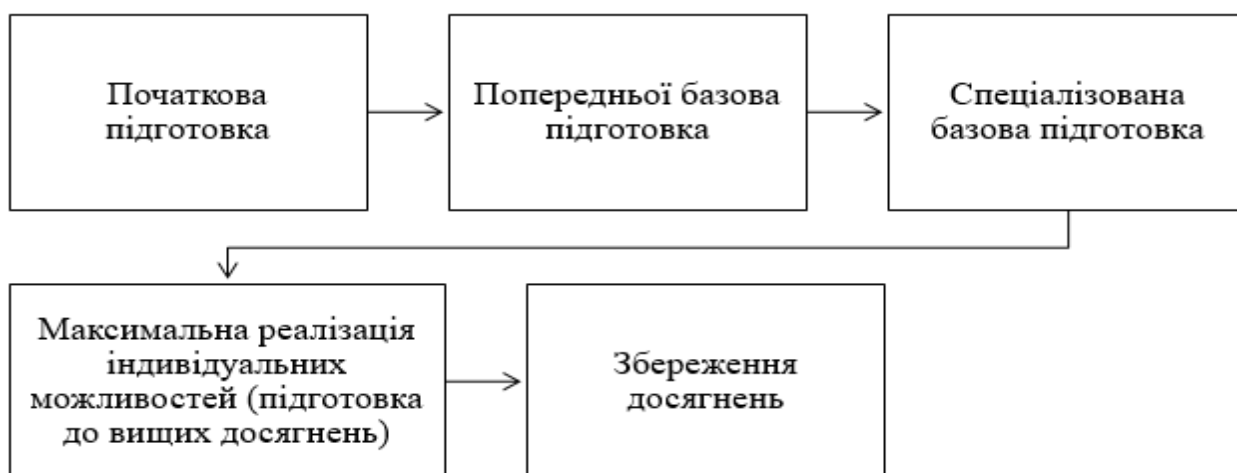 Початкова
підготовка
Попередньої базова
підготовка
Спеціалізована
базова підготовка
Максимальна реалізація
індивідуальних
можливостей (підготовка
до вищих досягнень)
Збереження
досягнень